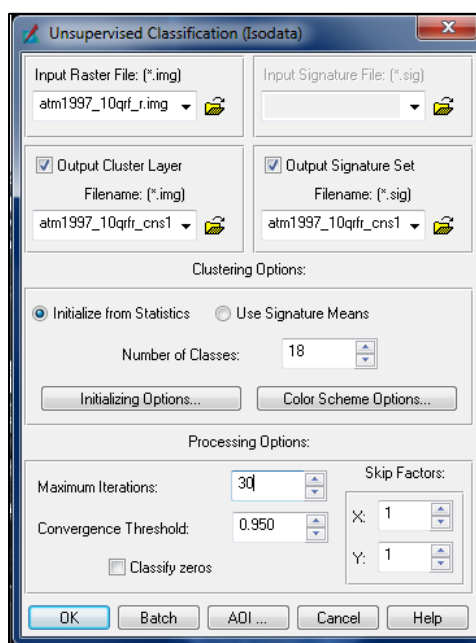 Unsupervised Classification (Isodata)
Input Raster File: (*.img)
Input Signature File: (*.sig)
atm1997_10qrf_r.img
Output Cluster Layer
Output Signature Set
Filename: (*.img)
Filename: (*.sig)
atm1997_10qrfr_cns1
atm1997_10qrfr_cns1
Clustering Options:
Initialize from Statistics
Use Signature Means
Number of Classes:
18
Initializing Options...
Color Scheme Options...
Processing Options:
Maximum Iterations:
30
Skip Factors:
Convergence Threshold:
0.950
X:
1
Classify zeros
Y:
1
OK
Batch
AOI ...
Cancel
Help